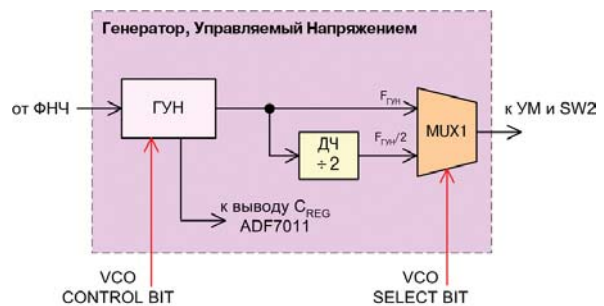 Генератор, Управляемый Напряжением
от ФНЧ
ГУН
FГУН
MUX1
к УМ и SW2
ДЧ
÷ 2
FГУН/2
к выводу CREG
ADF7011
VCO
CONTROL BIT
VCO
SELECT BIT